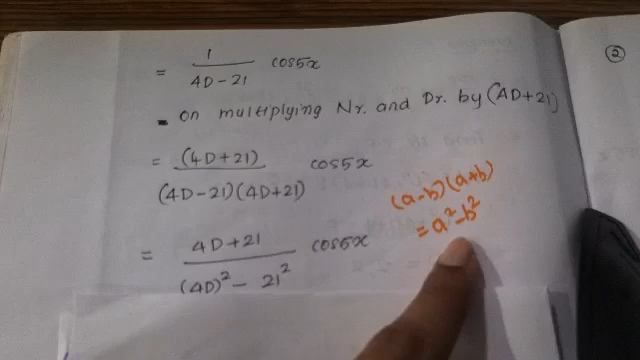 = 1 / (4D-21) cos5x
- on multiplying Nr. and Dr. by (4D+21)
= (4D+21) / (4D-21)(4D+21) cos5x
(a-b)(a+b)
= a²-b²
= 4D+21 / (4D)² - 21² cos5x
②